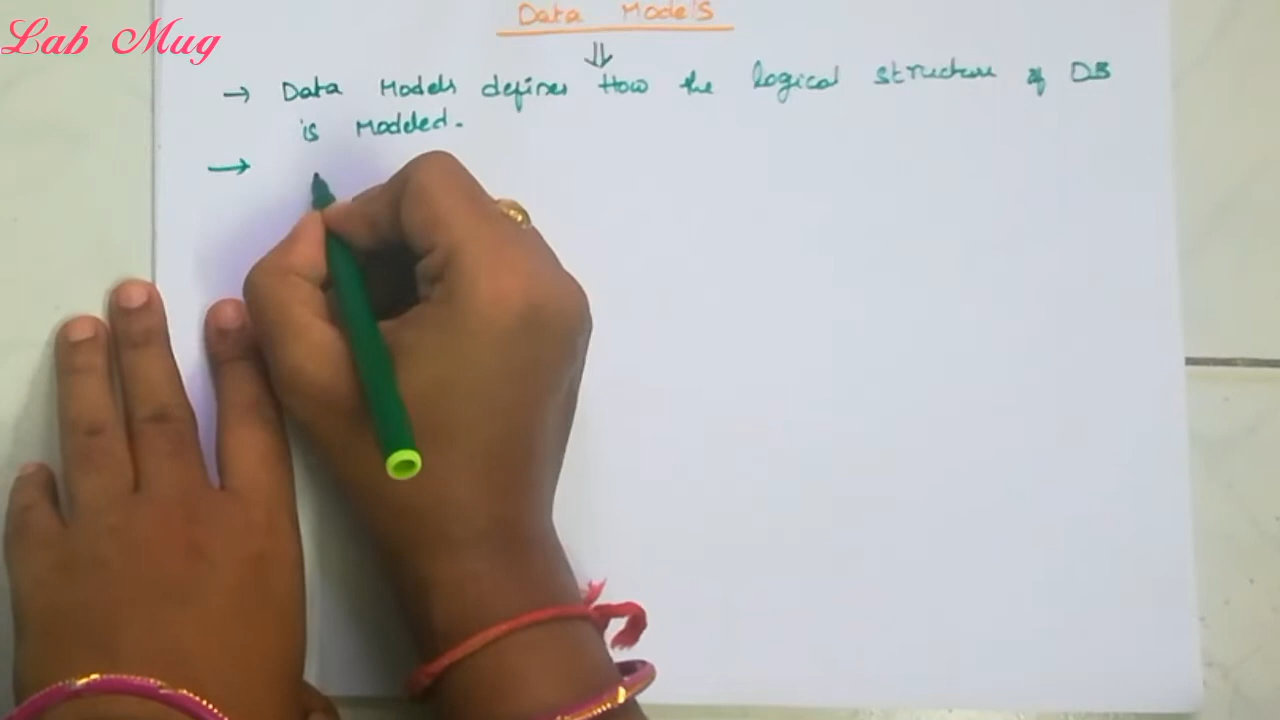 Lab Mug
Data Models
⇓
→ Data Models defines How the logical structure of DB
is Modeled.
→